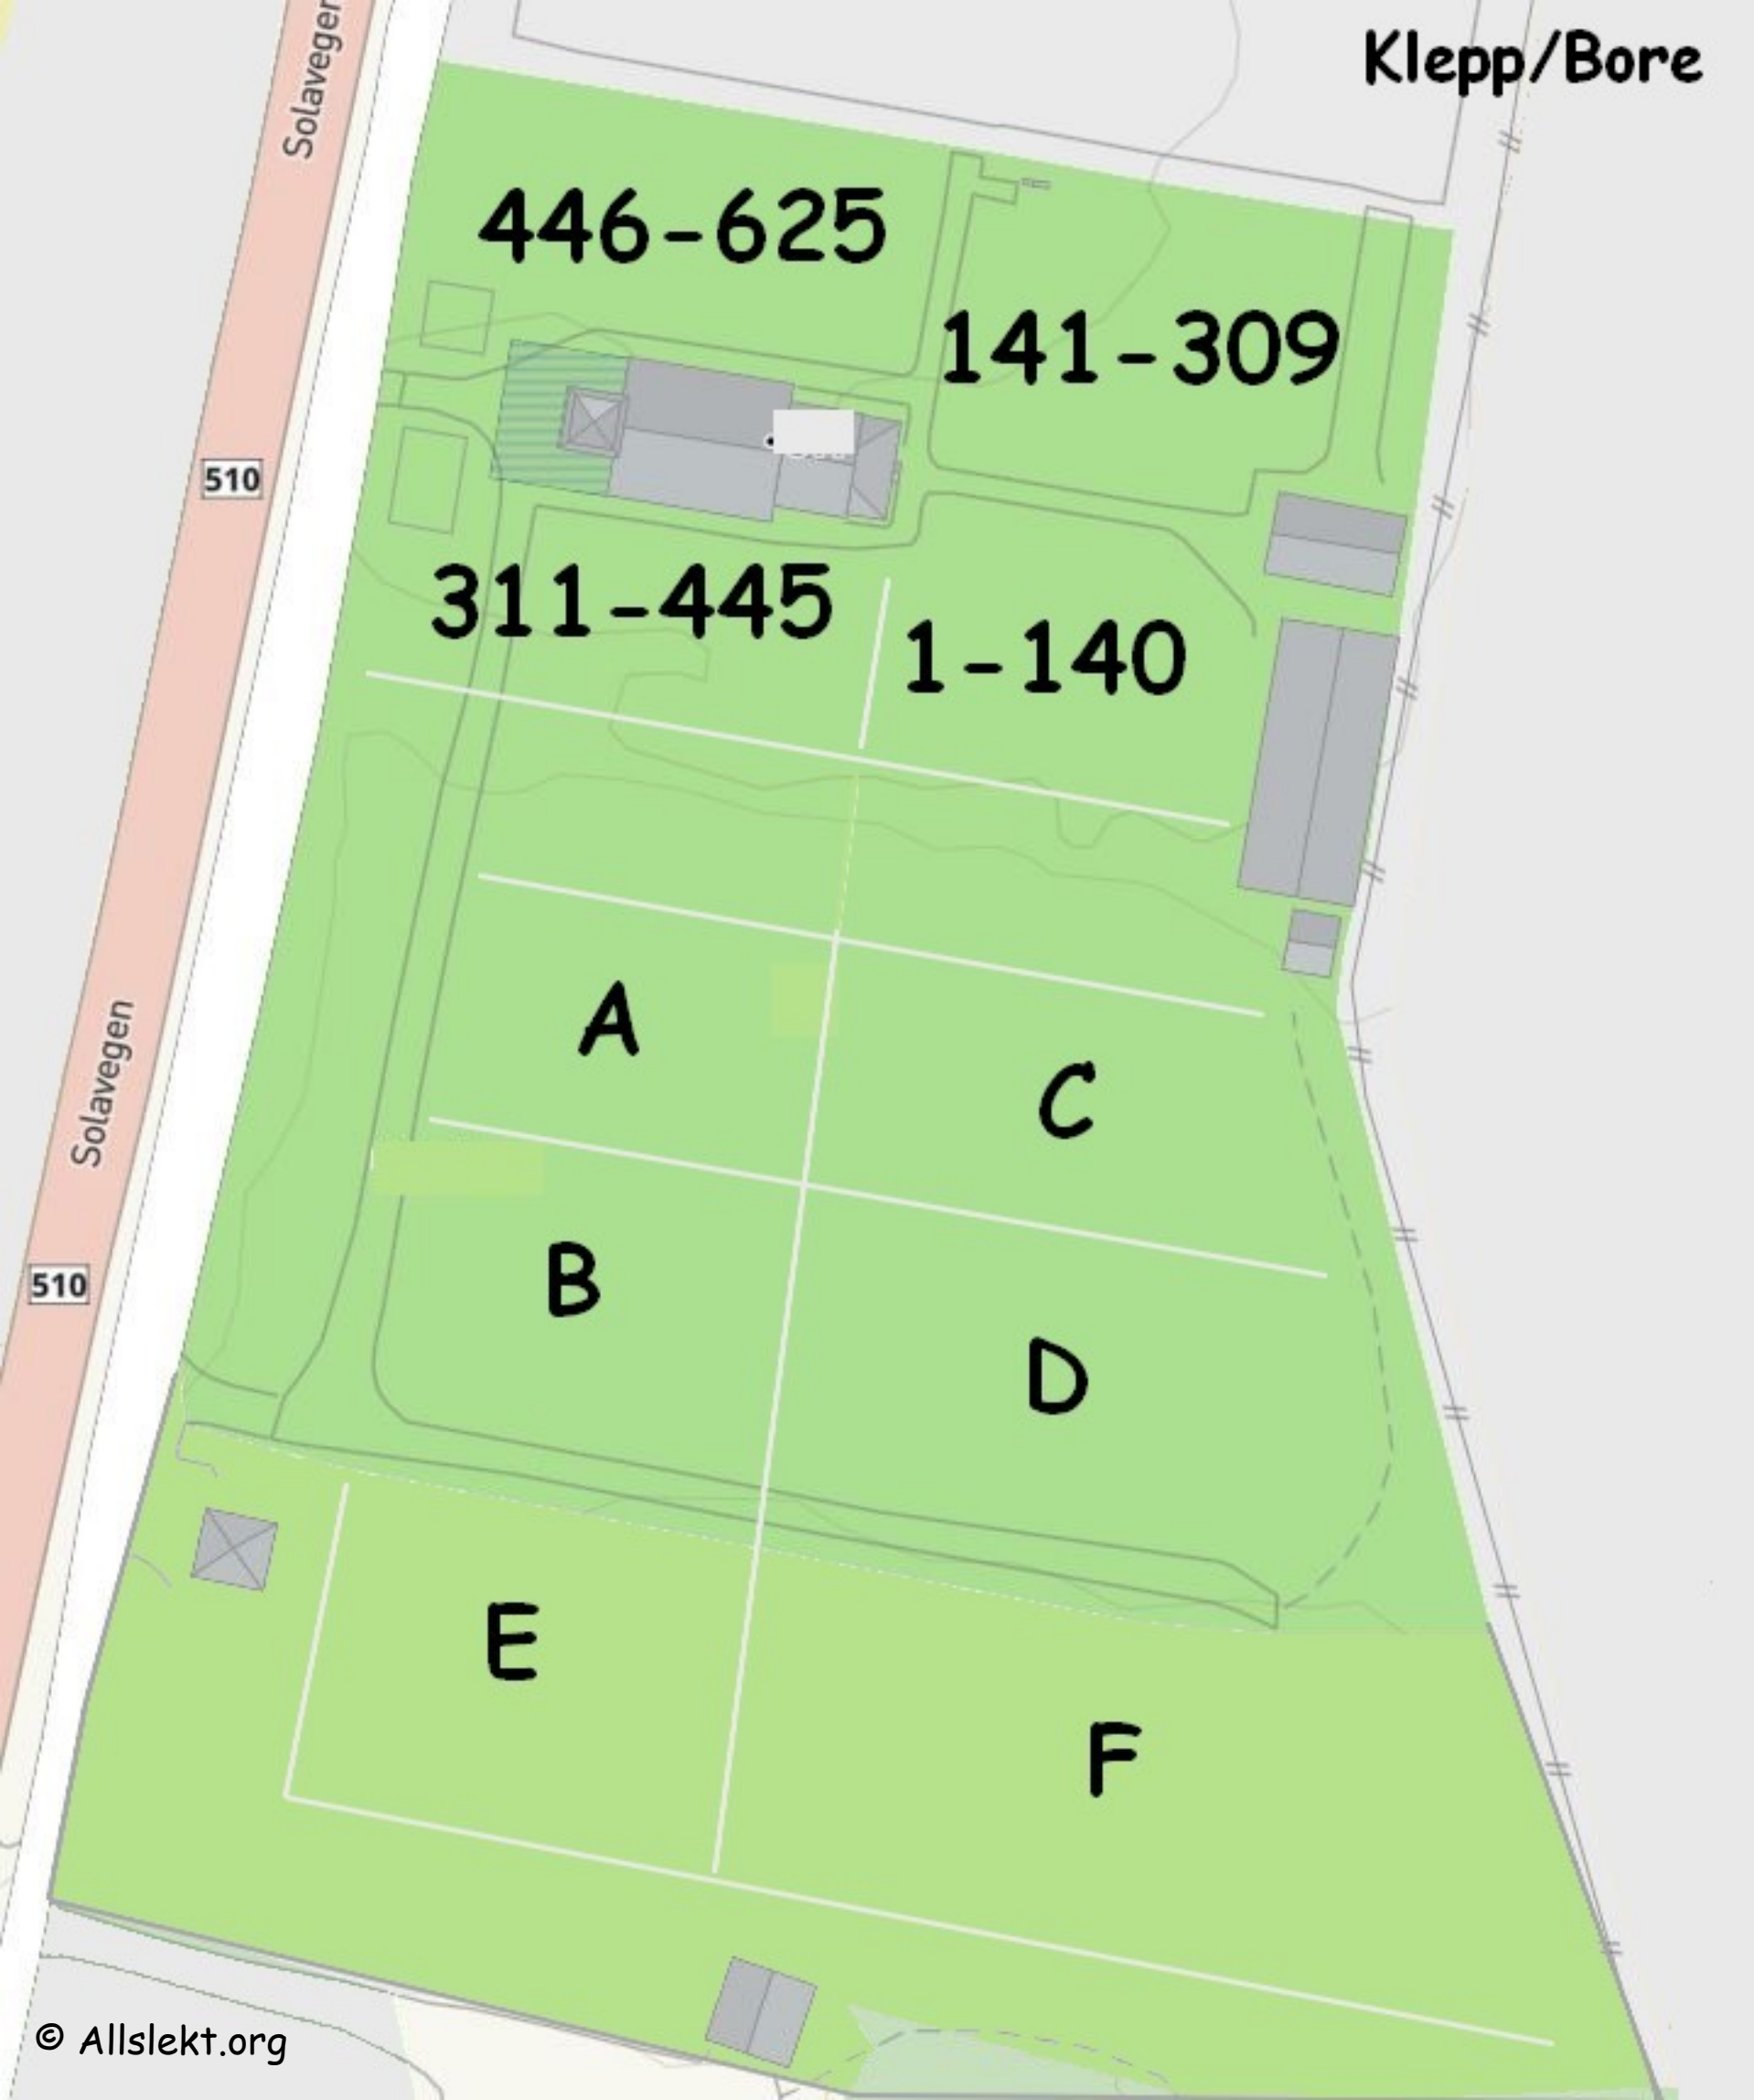 Solavegen
Klepp/Bore
446-625
141-309
510
311-445
1-140
A
Solavegen
C
B
510
D
E
F
© Allslekt.org